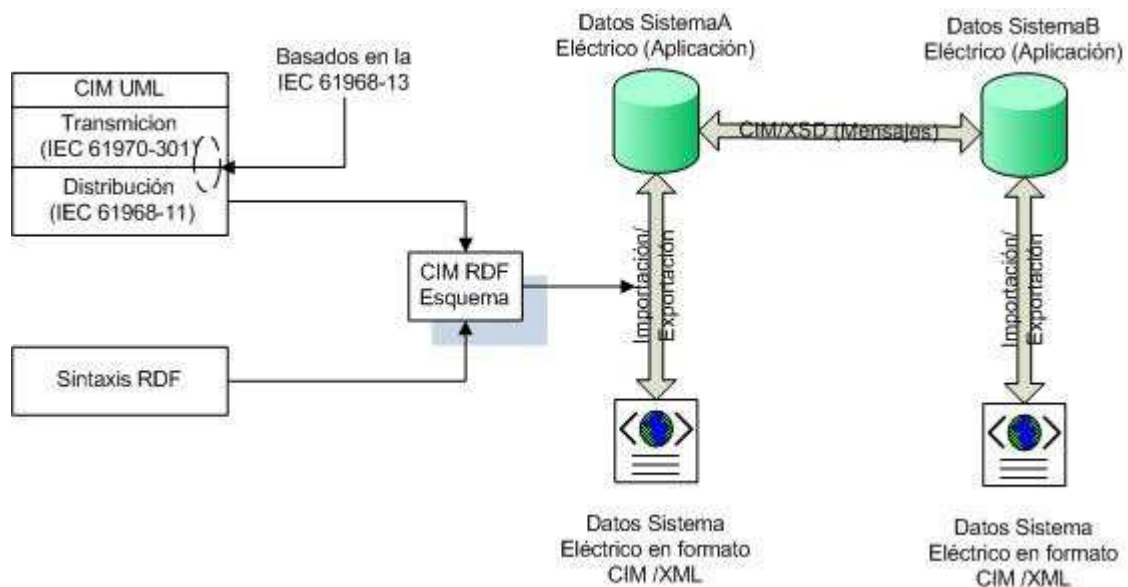 Datos SistemaA
Eléctrico (Aplicación)
Datos SistemaB
Eléctrico (Aplicación)
Basados en la
IEC 61968-13
CIM UML
Transmicion
(IEC 61970-301)
Distribución
(IEC 61968-11)
CIM/XSD (Mensajes)
CIM RDF
Esquema
Importación/
Exportación
Importación/
Exportación
Sintaxis RDF
Datos Sistema
Eléctrico en formato
CIM /XML
Datos Sistema
Eléctrico en formato
CIM /XML